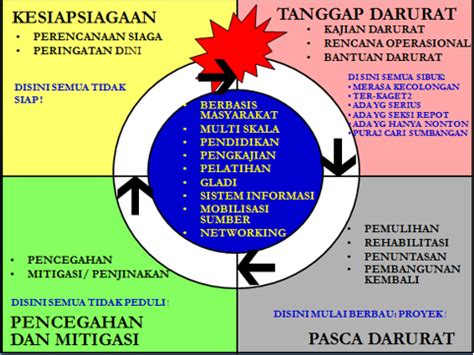 KESIAPSIAGAAN
• PERENCANAAN SIAGA
• PERINGATAN DINI
DISINI SEMUA TIDAK
SIAP!
TANGGAP DARURAT
• KAJIAN DARURAT
• RENCANA OPERASIONAL
• BANTUAN DARURAT
DI SINI SEMUA SIBUK:
• MERASA KECOLONGAN
• TER-KAGET2
• ADA YG SERIUS
• ADA YG SEKSI REPOT
• ADA YG HANYA NONTON
• PURA2 CARI SUMBANGAN
• BERBASIS
MASYARAKAT
• MULTI SKALA
• PENDIDIKAN
• PENGKAJIAN
• PELATIHAN
• GLADI
• SISTEM INFORMASI
• MOBILISASI
SUMBER
• NETWORKING
• PENCEGAHAN
• MITIGASI/ PENJINAKAN
DISINI SEMUA TIDAK PEDULI!
PENCEGAHAN
DAN MITIGASI
• PEMULIHAN
• REHABILITASI
• PENUNTASAN
• PEMBANGUNAN
KEMBALI
DISINI MULAI BERBAU: PROYEK!
PASCA DARURAT